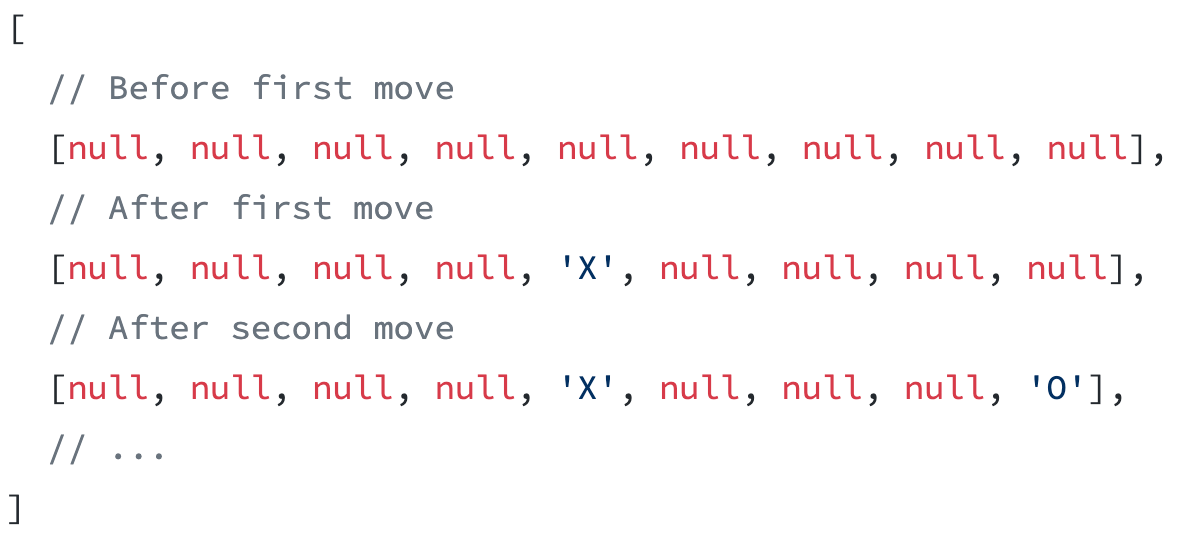 [
  // Before first move
  [null, null, null, null, null, null, null, null, null],
  // After first move
  [null, null, null, null, 'X', null, null, null, null],
  // After second move
  [null, null, null, null, 'X', null, null, null, 'O'],
  // ...
]